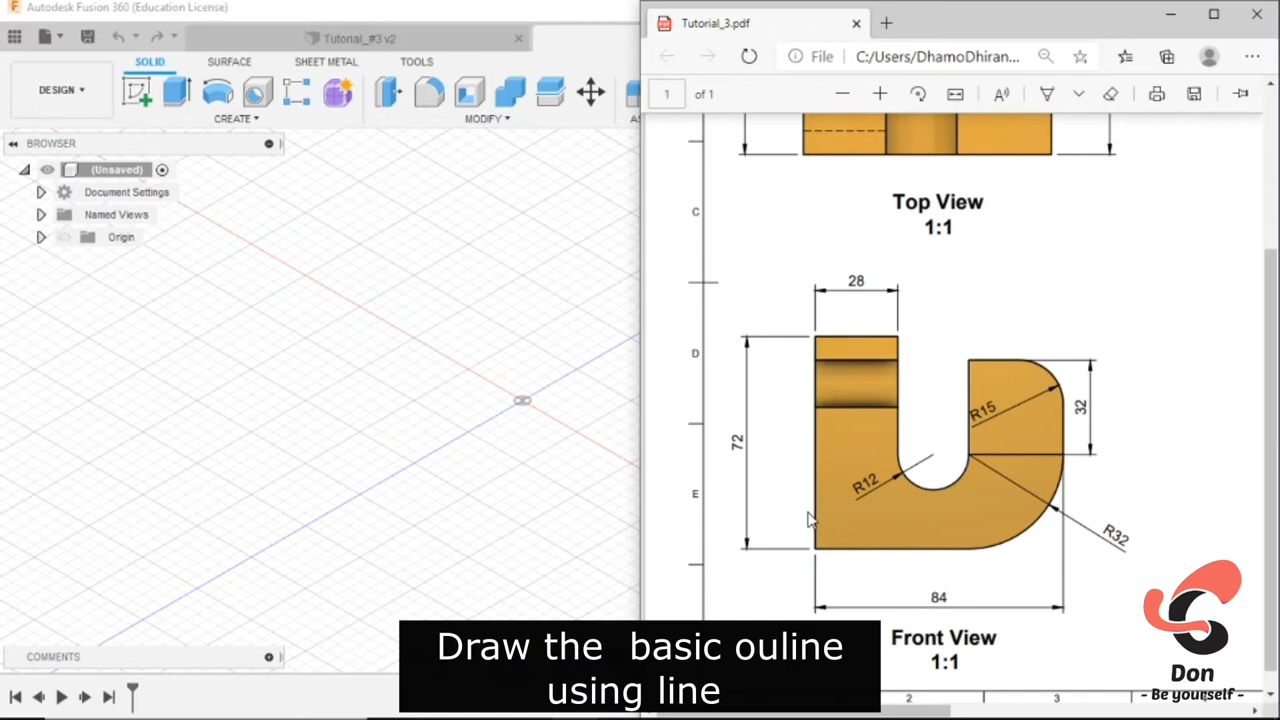 Autodesk Fusion 360 (Education License)
Tutorial_#3 v2
SOLID SURFACE SHEET METAL TOOLS
DESIGN
CREATE MODIFY
BROWSER
(Unsaved)
Document Settings
Named Views
Origin
COMMENTS
Tutorial_3.pdf
File C:/Users/DhamoDhiran...
1 of 1
C
Top View
1:1
28
D
72
R15
32
R12
E
R32
84
Front View
1:1
2 3
Draw the basic ouline
using line
Don
- Be yourself -